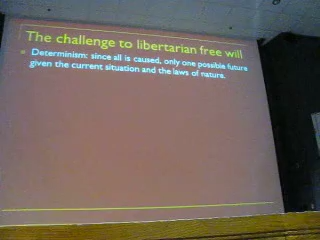 The challenge to libertarian free will
Determinism: since all is caused, only one possible future
given the current situation and the laws of nature.